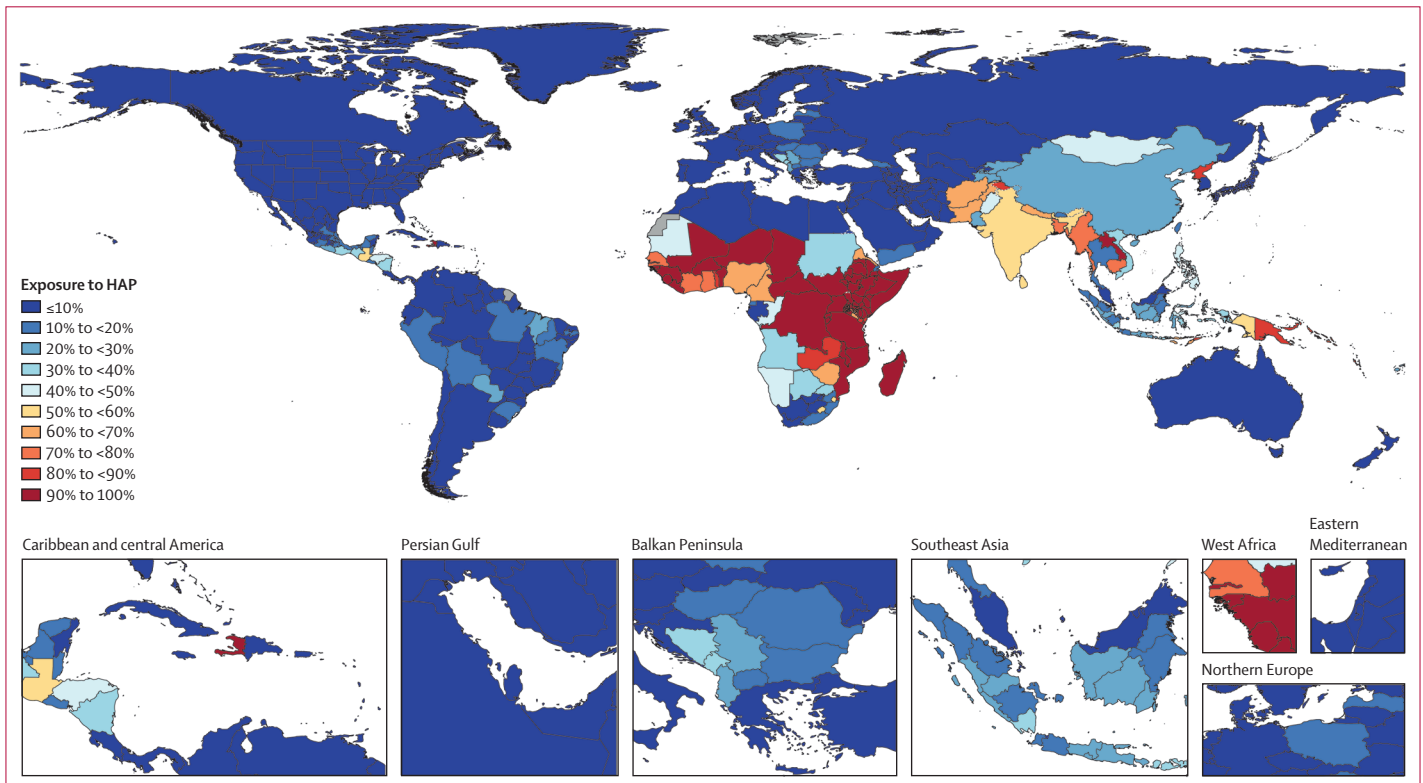 Exposure to HAP
≤10%
10% to <20%
20% to <30%
30% to <40%
40% to <50%
50% to <60%
60% to <70%
70% to <80%
80% to <90%
90% to 100%
Caribbean and central America
Persian Gulf
Balkan Peninsula
Southeast Asia
West Africa
Eastern
Mediterranean
Northern Europe